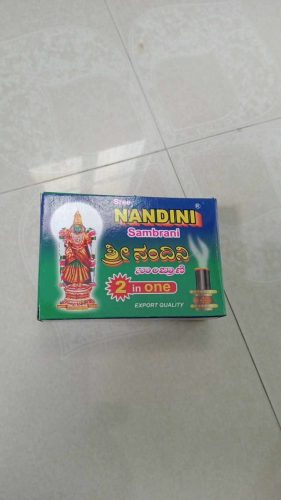 Sree
NANDINI ®
Sambrani
ಶ್ರೀ ನಂದಿನಿ
ಸಾಂಬ್ರಾಣಿ
2 in one
EXPORT QUALITY